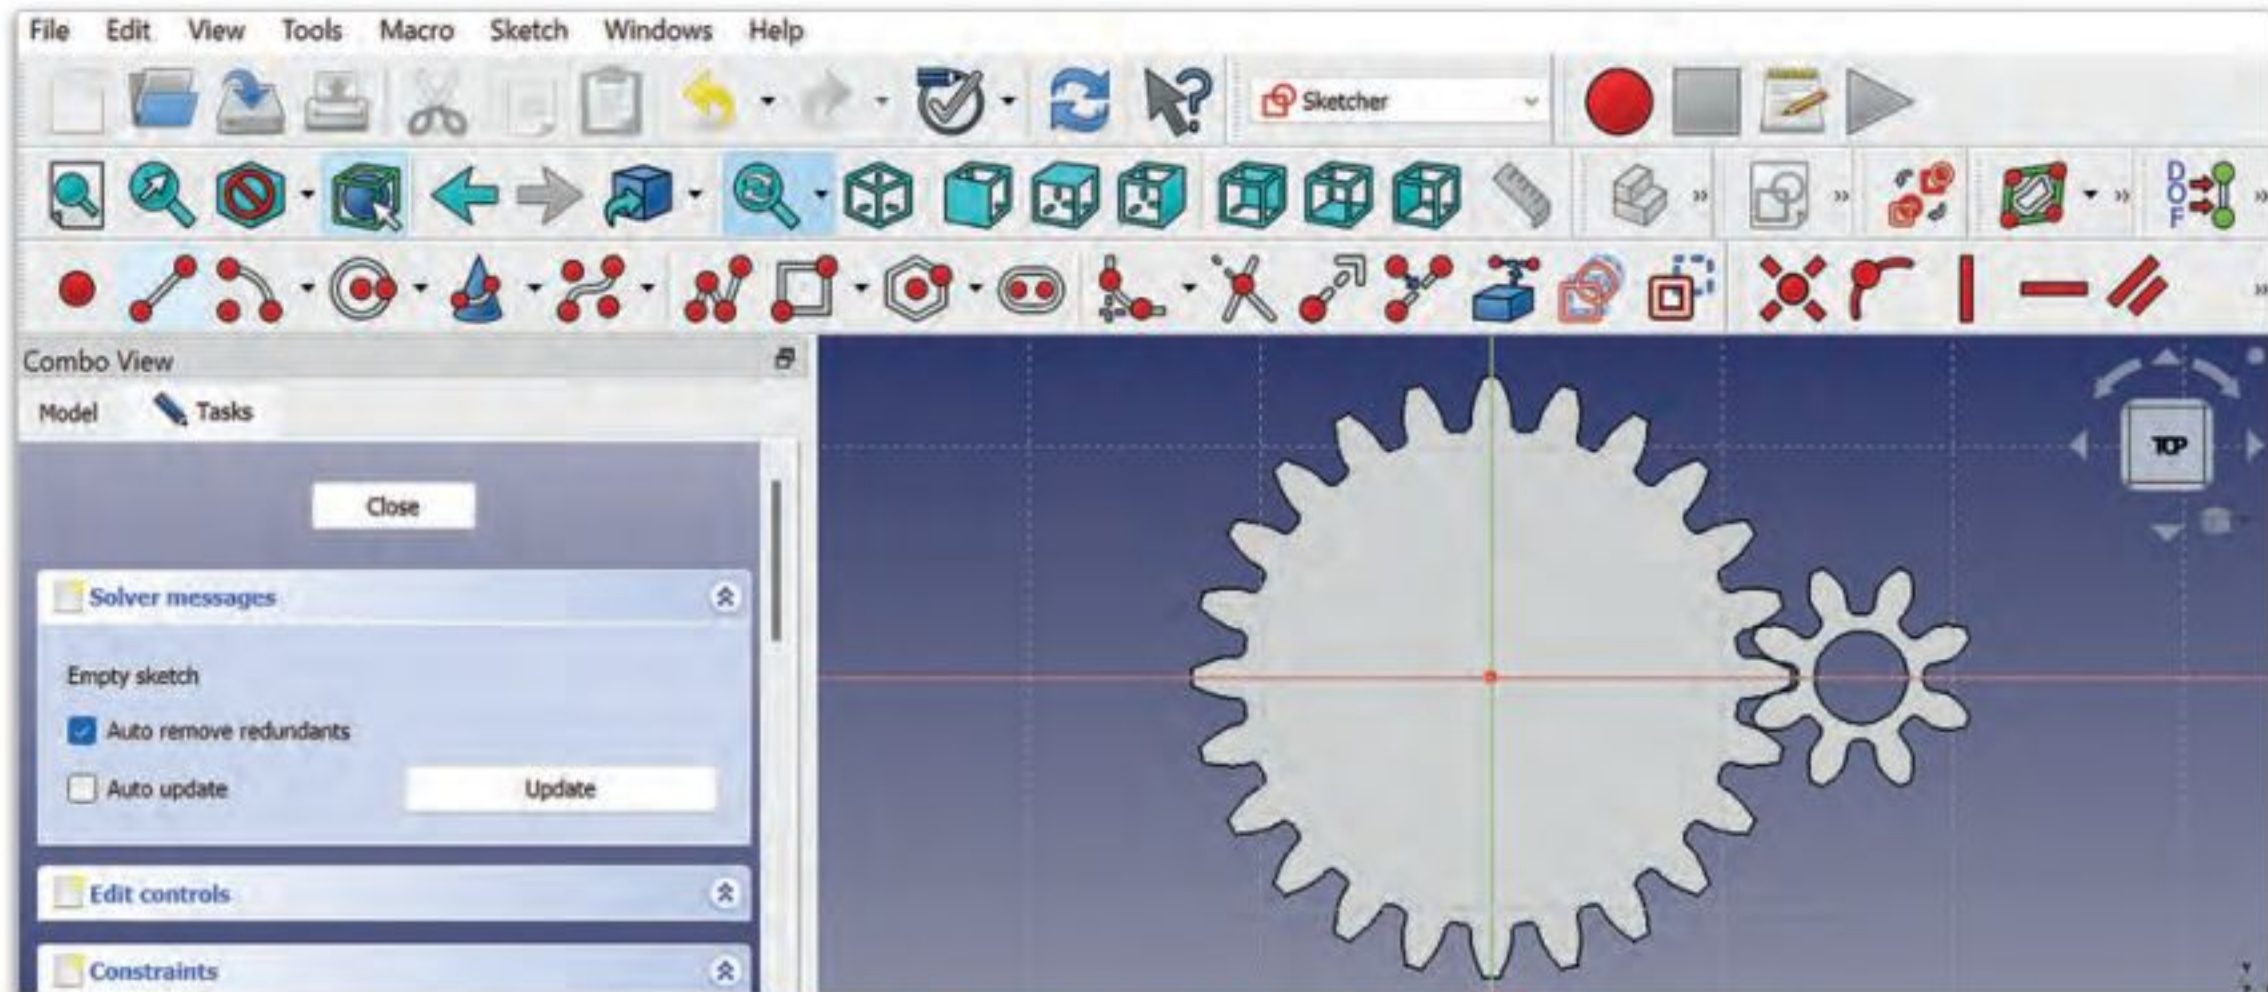 File Edit View Tools Macro Sketch Windows Help
Sketcher
DOF
Combo View
Model Tasks
TOP
Close
Solver messages
Empty sketch
Auto remove redundants
Auto update Update
Edit controls
Constraints
Y